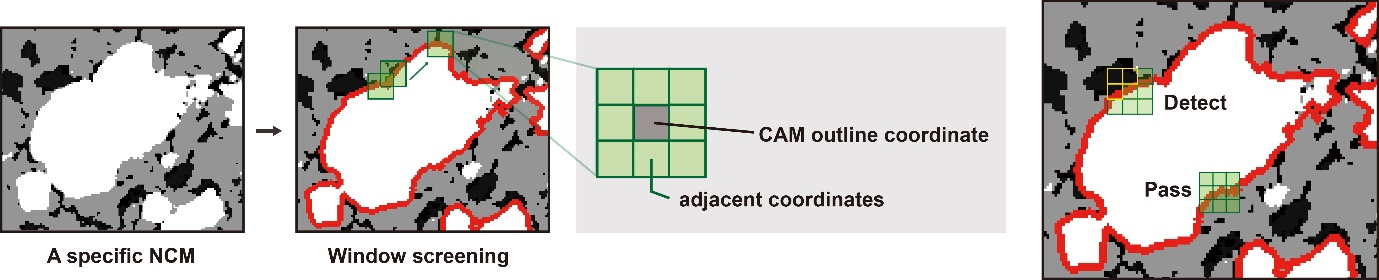 A specific NCM
Window screening
CAM outline coordinate
adjacent coordinates
Detect
Pass